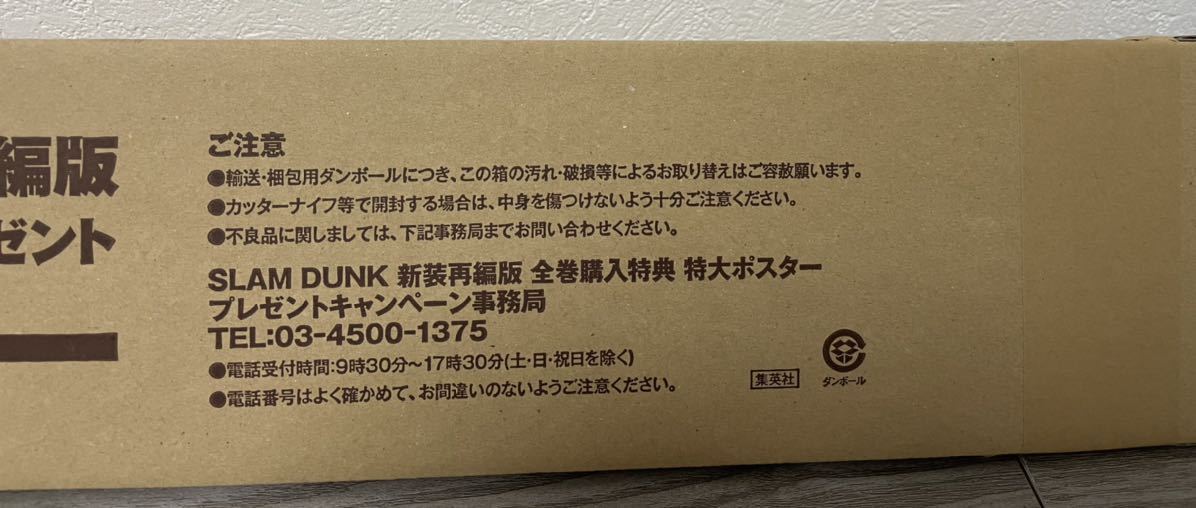 編版
ゼント
ご注意
●輸送・梱包用ダンボールにつき、この箱の汚れ・破損等によるお取り替えはご容赦願います。
●カッターナイフ等で開封する場合は、中身を傷つけないよう十分ご注意ください。
●不良品に関しましては、下記事務局までお問い合わせください。
SLAM DUNK 新装再編版 全巻購入特典 特大ポスター
プレゼントキャンペーン事務局
TEL:03-4500-1375
●電話受付時間:9時30分〜17時30分(土・日・祝日を除く)
●電話番号はよく確かめて、お間違いのないようご注意ください。
集英社
ダンボール